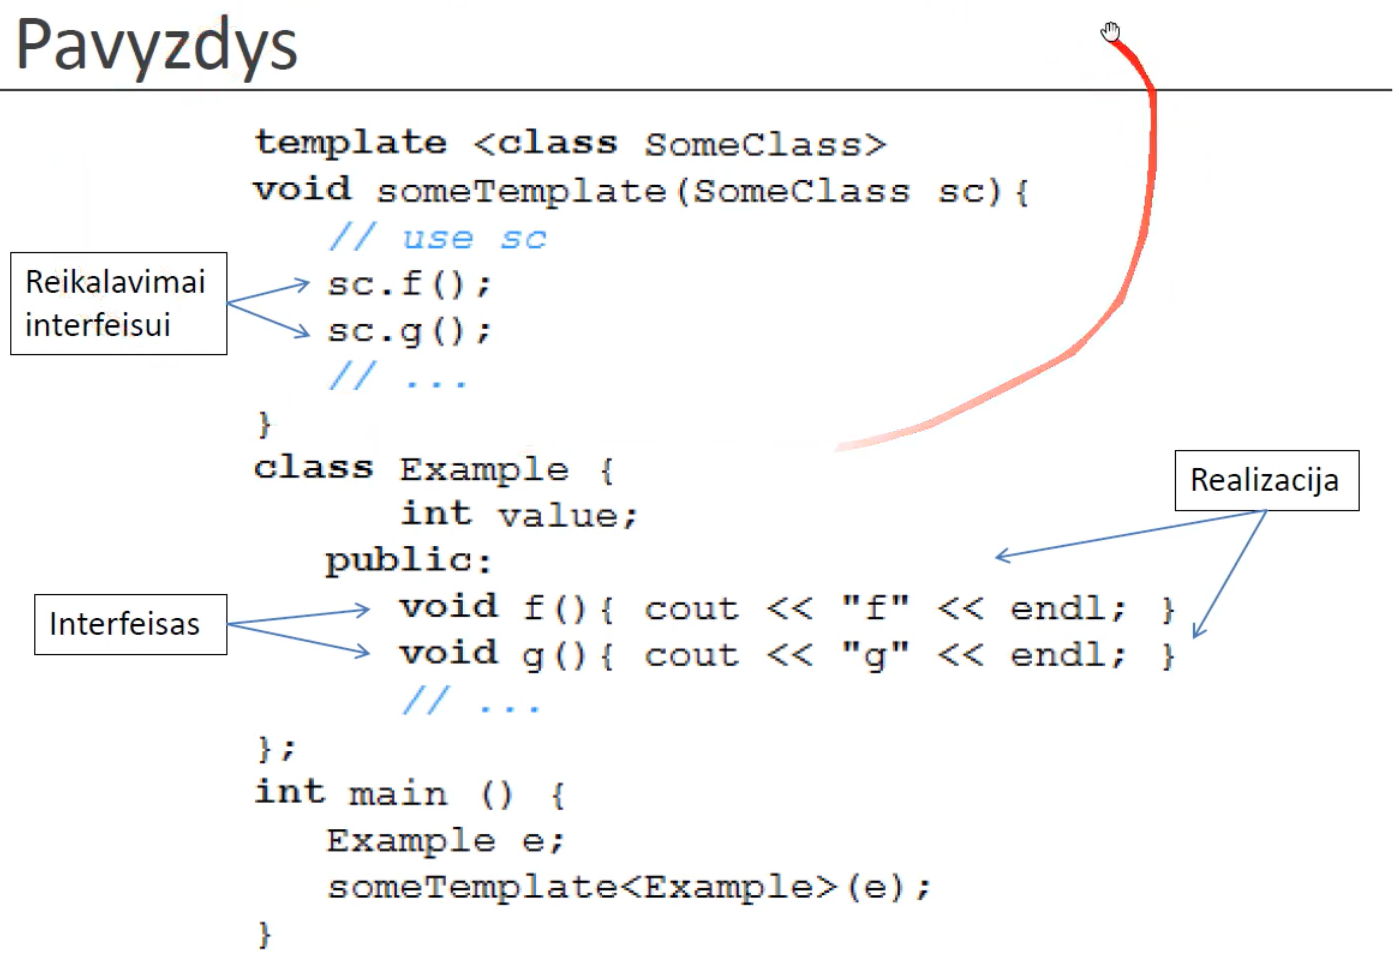 Pavyzdys
template <class SomeClass>
void someTemplate(SomeClass sc){
// use sc
Reikalavimai
interfeisui
sc.f();
sc.g();
// ...
}
class Example {
int value;
Realizacija
public:
Interfeisas
void f(){ cout << "f" << endl; }
void g(){ cout << "g" << endl; }
// ...
};
int main () {
Example e;
someTemplate<Example>(e);
}